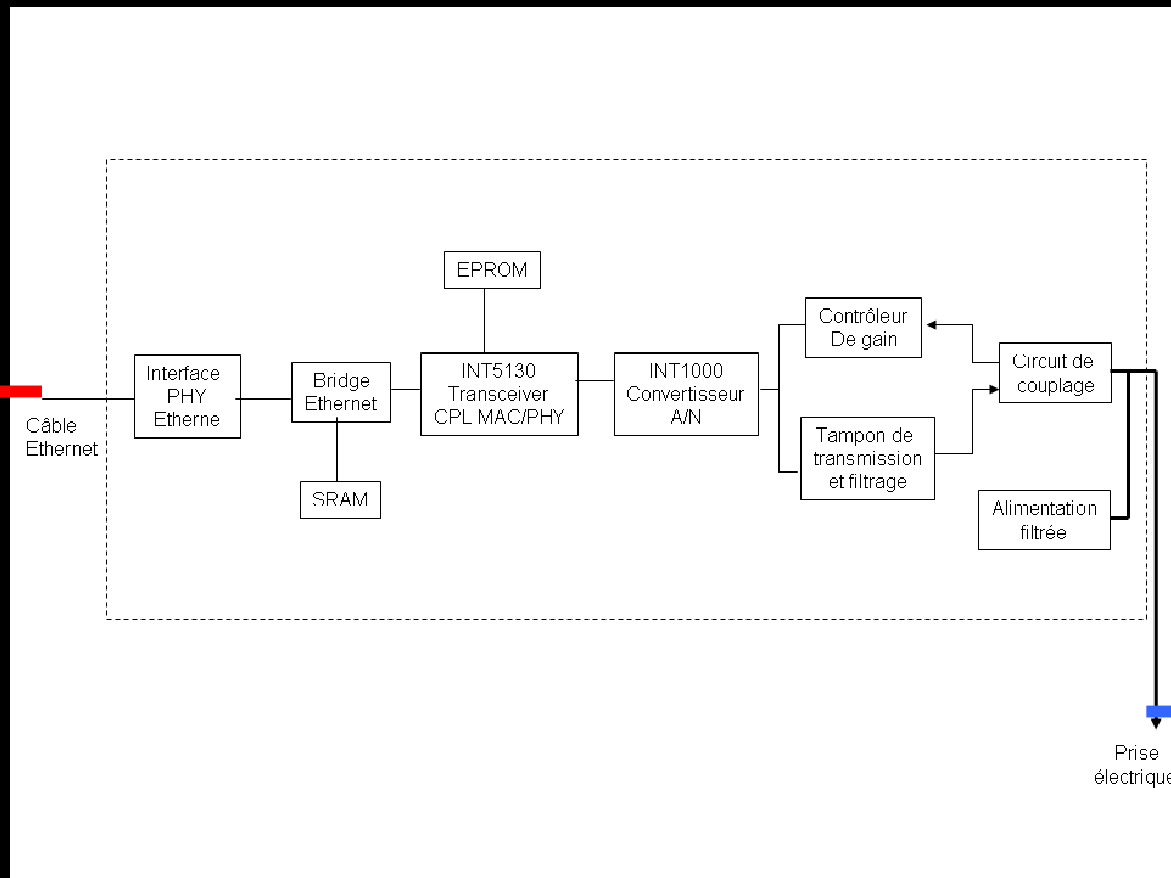 EPROM
Contrôleur
De gain
Interface
PHY
Etherne
Bridge
Ethernet
INT5130
Transceiver
CPL MAC/PHY
INT1000
Convertisseur
A/N
Circuit de
couplage
Câble
Ethernet
Tampon de
transmission
et filtrage
SRAM
Alimentation
filtrée
Prise
électrique